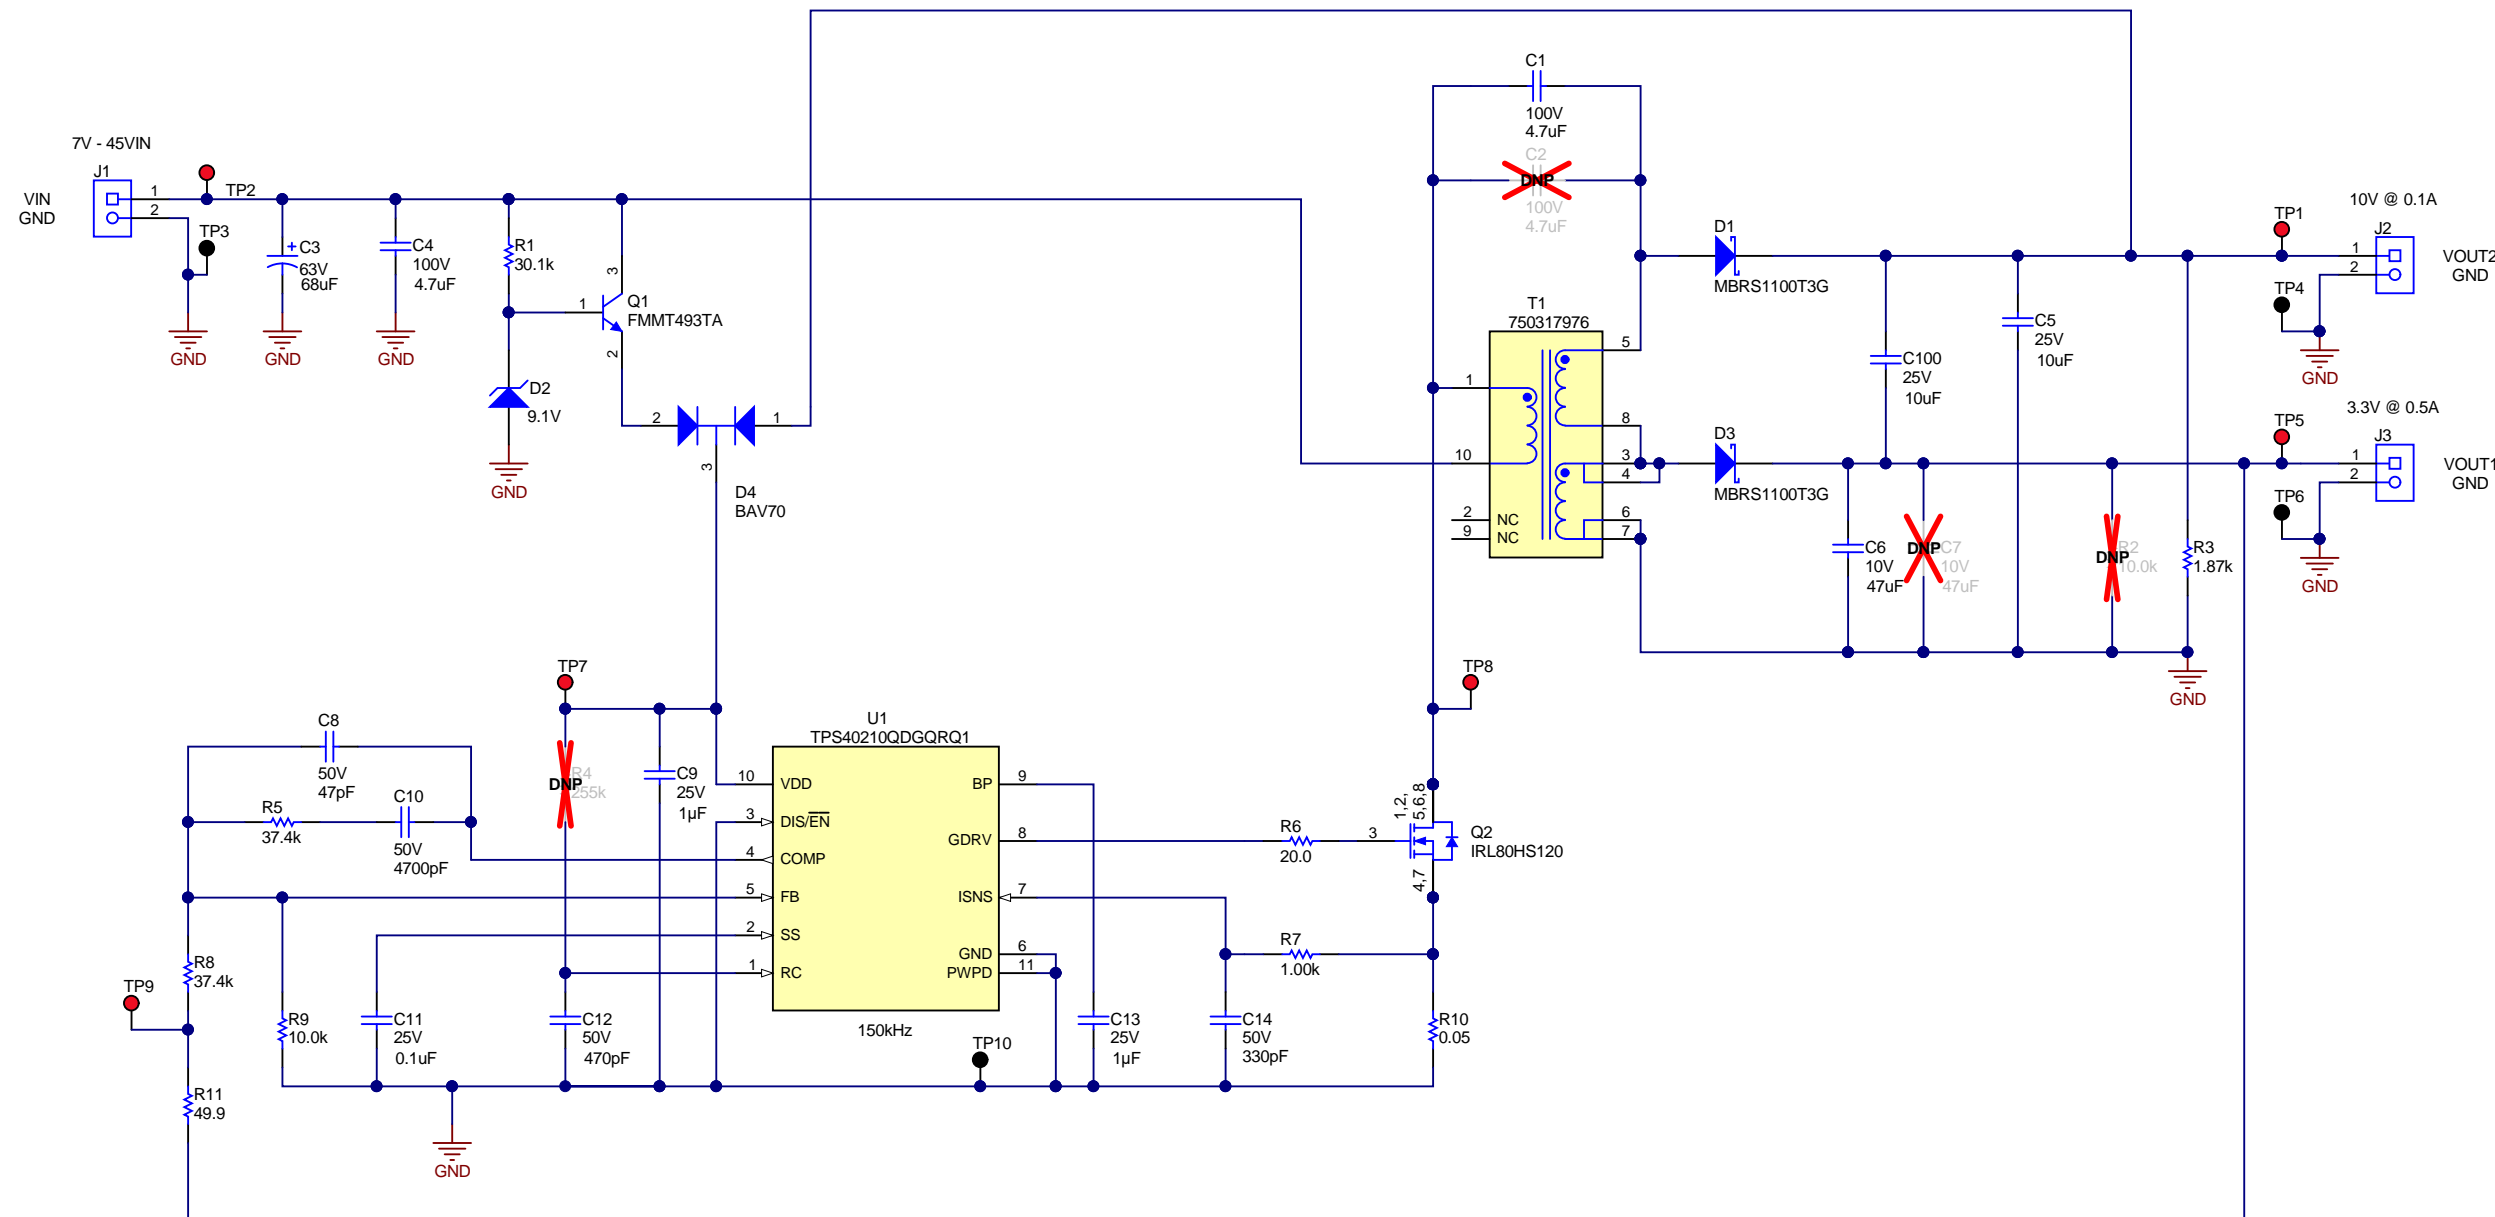 7V - 45VIN
J1
VIN
GND
1
2
TP2
TP3
GND
C3
63V
68uF
GND
C4
100V
4.7uF
GND
R1
30.1k
3
1
Q1
FMMT493TA
2
D2
9.1V
GND
2
1
3
D4
BAV70
C1
100V
4.7uF
C2
DNP
100V
4.7uF
D1
MBRS1100T3G
T1
750317976
5
1
8
10
3
4
2
NC
9
NC
6
7
D3
MBRS1100T3G
C100
25V
10uF
C5
25V
10uF
10V @ 0.1A
TP1
J2
1
2
VOUT2
GND
TP4
GND
3.3V @ 0.5A
TP5
J3
1
2
VOUT1
GND
TP6
GND
C6
10V
47uF
DNP
C7
10V
47uF
DNP
R2
10.0k
R3
1.87k
GND
TP7
TP8
C8
50V
47pF
R5
37.4k
C10
50V
4700pF
DNP
R4
255k
C9
25V
1µF
U1
TPS40210QDGQRQ1
10
VDD
3
DIS/EN
4
COMP
5
FB
2
SS
1
RC
BP
9
GDRV
8
ISNS
7
GND
6
PWPD
11
150kHz
R6
20.0
3
1,2,
5,6,8
4,7
Q2
IRL80HS120
R7
1.00k
R8
37.4k
TP9
R9
10.0k
C11
25V
0.1uF
C12
50V
470pF
TP10
C13
25V
1µF
C14
50V
330pF
R10
0.05
R11
49.9
GND